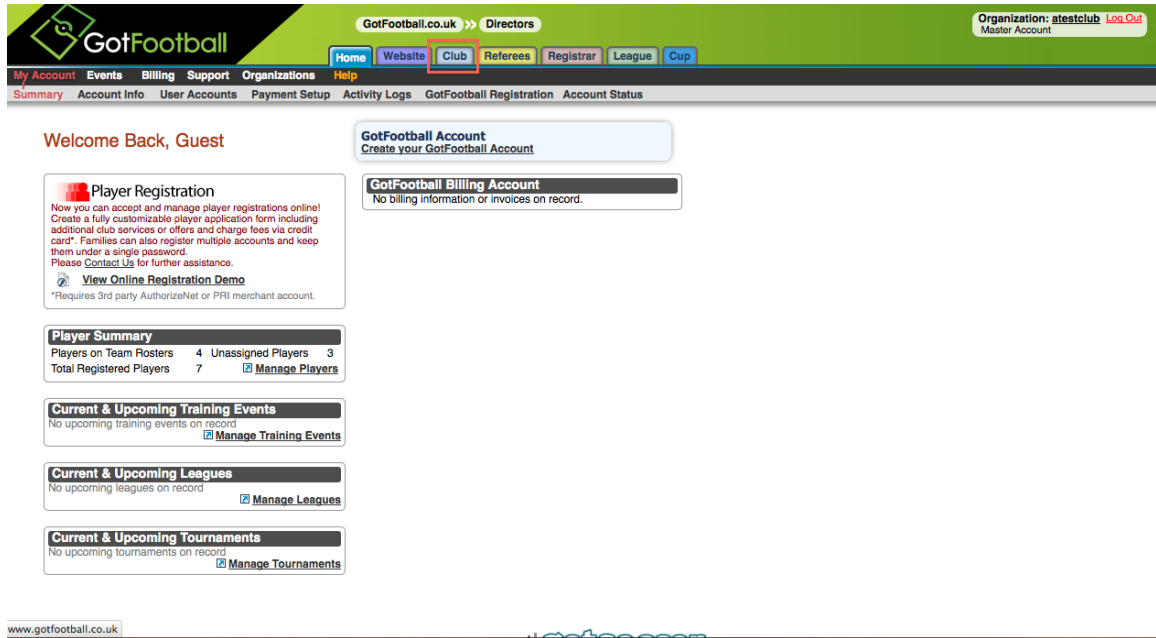 GotFootball
GotFootball.co.uk >> Directors
Organization: atestclub Log Out
Master Account
Home Website Club Referees Registrar League Cup
My Account Events Billing Support Organizations Help
Summary Account Info User Accounts Payment Setup Activity Logs GotFootball Registration Account Status
Welcome Back, Guest
Player Registration
Now you can accept and manage player registrations online!
Create a fully customizable player application form including
additional club services or offers and charge fees via credit
card*. Families can also register multiple accounts and keep
them under a single password.
Please Contact Us for further assistance.
View Online Registration Demo
*Requires 3rd party AuthorizeNet or PRI merchant account.
Player Summary
Players on Team Rosters 4 Unassigned Players 3
Total Registered Players 7 Manage Players
Current & Upcoming Training Events
No upcoming training events on record
Manage Training Events
Current & Upcoming Leagues
No upcoming leagues on record
Manage Leagues
Current & Upcoming Tournaments
No upcoming tournaments on record
Manage Tournaments
GotFootball Account
Create your GotFootball Account
GotFootball Billing Account
No billing information or invoices on record.
www.gotfootball.co.uk